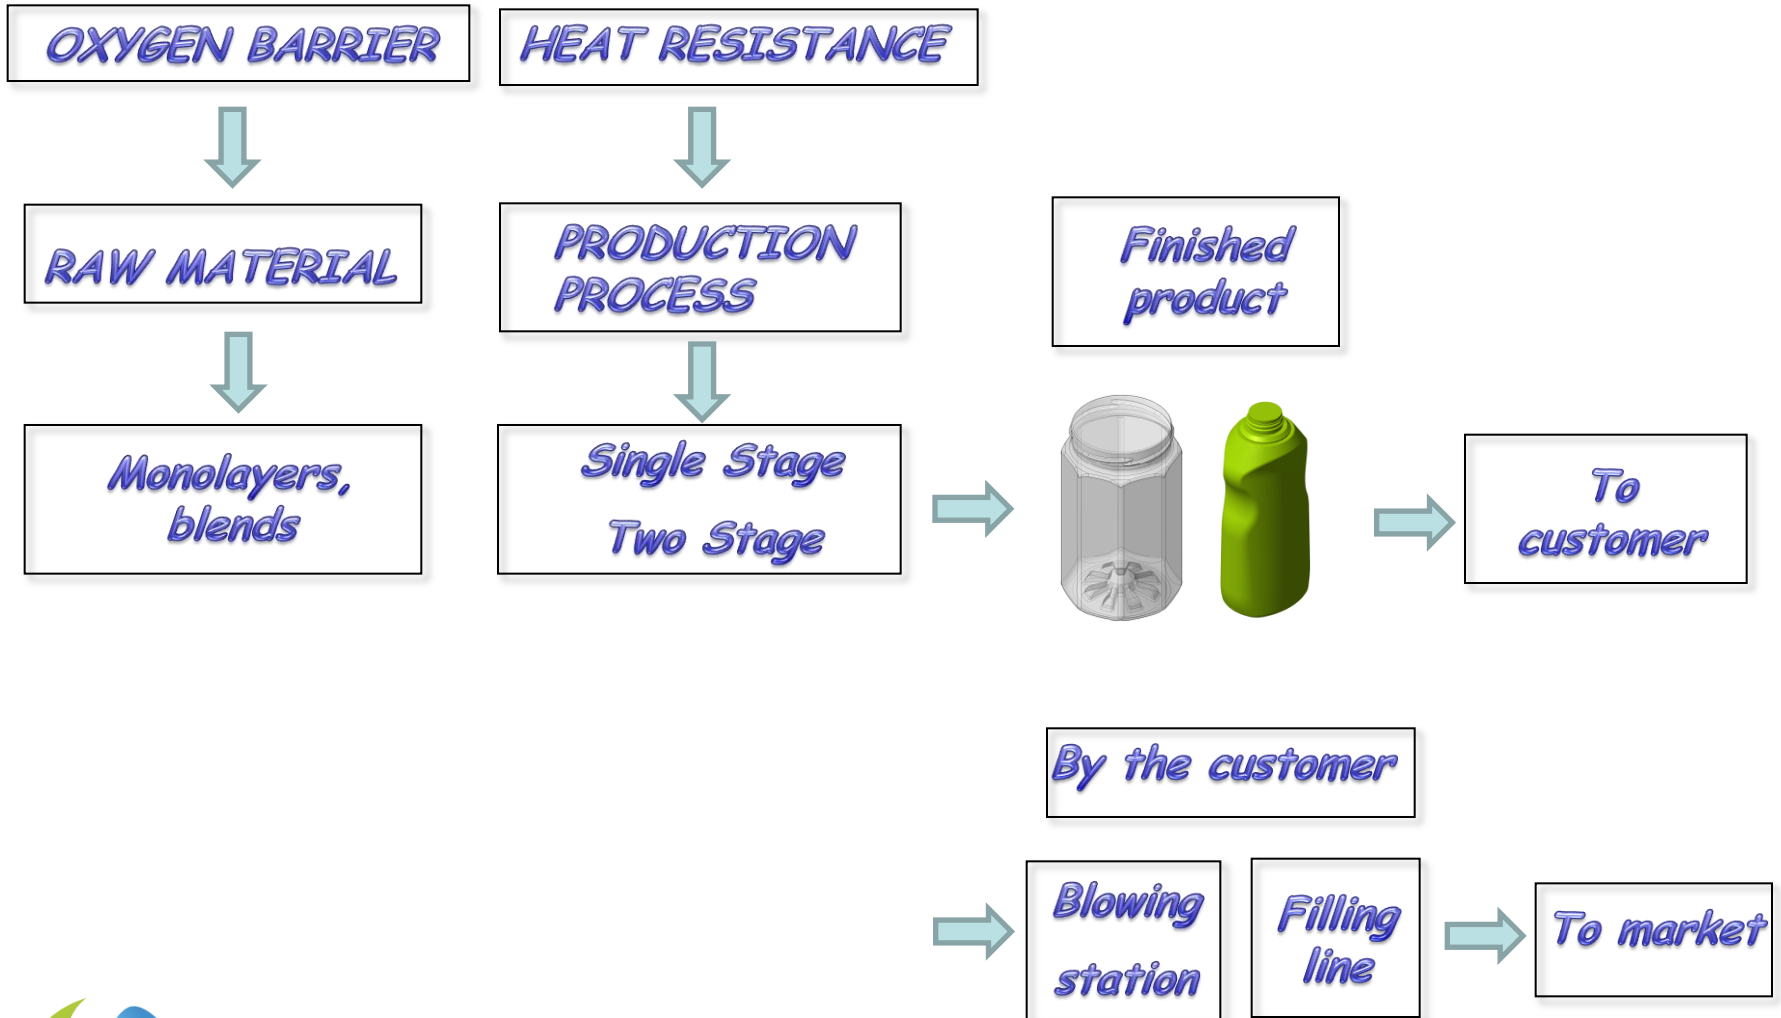 OXYGEN BARRIER
HEAT RESISTANCE
RAW MATERIAL
PRODUCTION
PROCESS
Finished
product
Monolayers,
blends
Single Stage
Two Stage
To
customer
By the customer
Blowing
station
Filling
line
To market